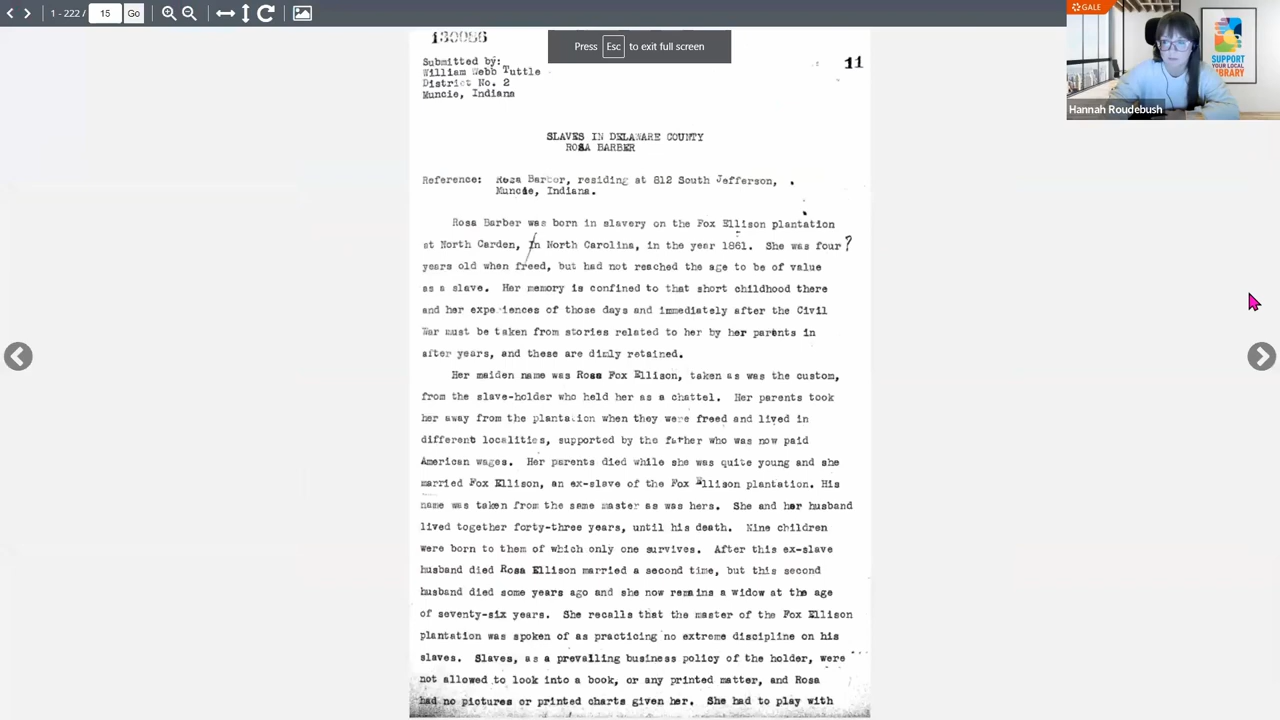 1 - 222 /
15
Go
Press Esc to exit full screen
GALE
SUPPORT
YOUR LOCAL
LIBRARY
Hannah Roudebush
130086
11
Submitted by:
William Webb Tuttle
District No. 2
Muncie, Indiana
SLAVES IN DELAWARE COUNTY
ROSA BARBER
Reference: Rosa Barber, residing at 812 South Jefferson,
Muncie, Indiana.
Rosa Barber was born in slavery on the Fox Ellison plantation
at North Carden, In North Carolina, in the year 1861. She was four ?
years old when freed, but had not reached the age to be of value
as a slave. Her memory is confined to that short childhood there
and her experiences of those days and immediately after the Civil
War must be taken from stories related to her by her parents in
after years, and these are dimly retained.
Her maiden name was Rosa Fox Ellison, taken as was the custom,
from the slave-holder who held her as a chattel. Her parents took
her away from the plantation when they were freed and lived in
different localities, supported by the father who was now paid
American wages. Her parents died while she was quite young and she
married Fox Ellison, an ex-slave of the Fox Ellison plantation. His
name was taken from the same master as was hers. She and her husband
lived together forty-three years, until his death. Nine children
were born to them of which only one survives. After this ex-slave
husband died Rosa Ellison married a second time, but this second
husband died some years ago and she now remains a widow at the age
of seventy-six years. She recalls that the master of the Fox Ellison
plantation was spoken of as practicing no extreme discipline on his
slaves. Slaves, as a prevailing business policy of the holder, were
not allowed to look into a book, or any printed matter, and Rosa
had no pictures or printed charts given her. She had to play with